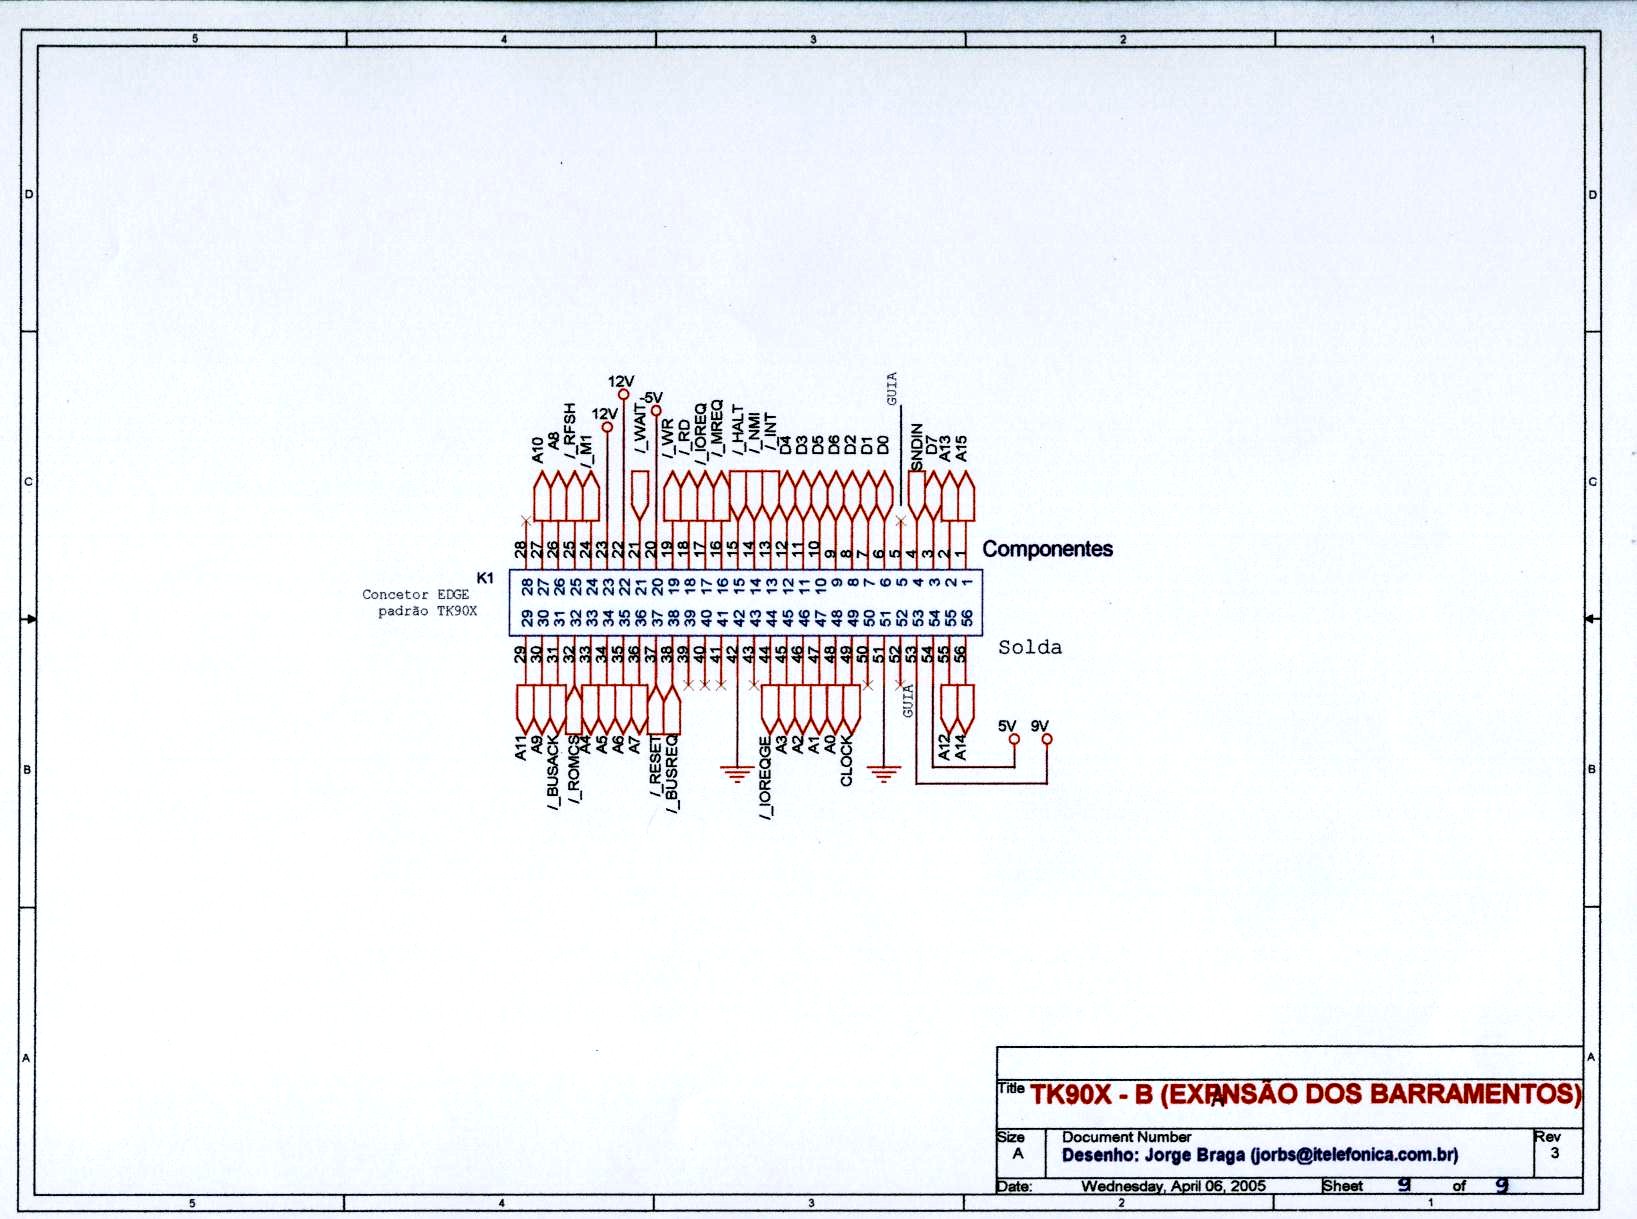 5 4 3 2 1
D D
C C
B B
A A
12V
12V
-5V
A10 A8 /_RFSH /_M1 /_WAIT /_WR /_RD /_IOREQ /_MREQ /_HALT /_NMI /_INT D4 D3 D5 D6 D2 D1 D0 GUIA SNDIN D7 A13 A15
28 27 26 25 24 23 22 21 20 19 18 17 16 15 14 13 12 11 10 9 8 7 6 5 4 3 2 1
Componentes
K1
28 27 26 25 24 23 22 21 20 19 18 17 16 15 14 13 12 11 10 9 8 7 6 5 4 3 2 1
Concetor EDGE
padrão TK90X
29 30 31 32 33 34 35 36 37 38 39 40 41 42 43 44 45 46 47 48 49 50 51 52 53 54 55 56
29 30 31 32 33 34 35 36 37 38 39 40 41 42 43 44 45 46 47 48 49 50 51 52 53 54 55 56
Solda
A11 A9 /_BUSACK /_ROMCS A4 A5 A6 A7 /_RESET /_BUSREQ /_IOREQGE A3 A2 A1 A0 CLOCK GUIA A12 A14
5V 9V
Title TK90X - B (EXPANSÃO DOS BARRAMENTOS)
Size Document Number Rev
A Desenho: Jorge Braga (jorbs@itelefonica.com.br) 3
Date: Wednesday, April 06, 2005 Sheet 9 of 9
5 4 3 2 1